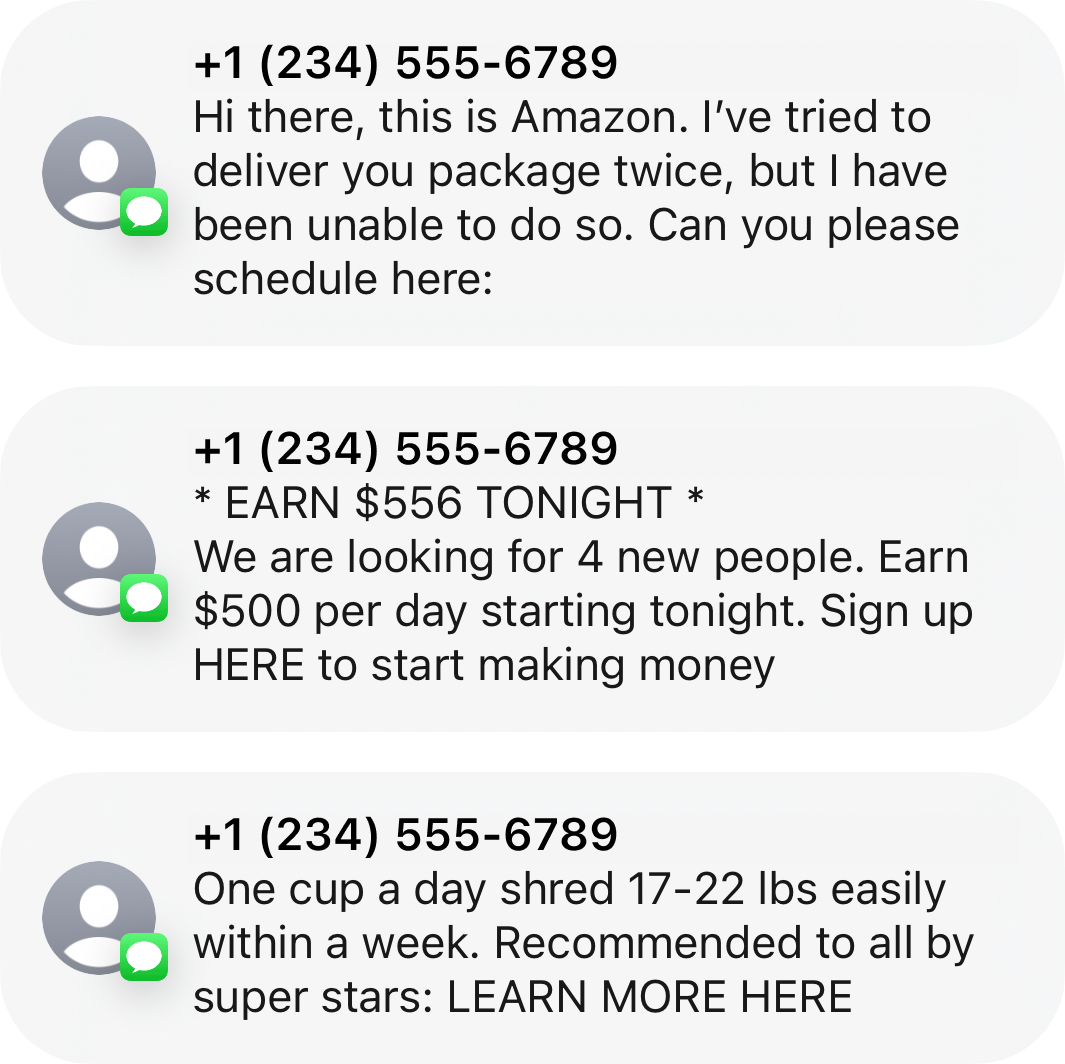 +1 (234) 555-6789
Hi there, this is Amazon. I’ve tried to
deliver you package twice, but I have
been unable to do so. Can you please
schedule here:
+1 (234) 555-6789
* EARN $556 TONIGHT *
We are looking for 4 new people. Earn
$500 per day starting tonight. Sign up
HERE to start making money
+1 (234) 555-6789
One cup a day shred 17-22 lbs easily
within a week. Recommended to all by
super stars: LEARN MORE HERE